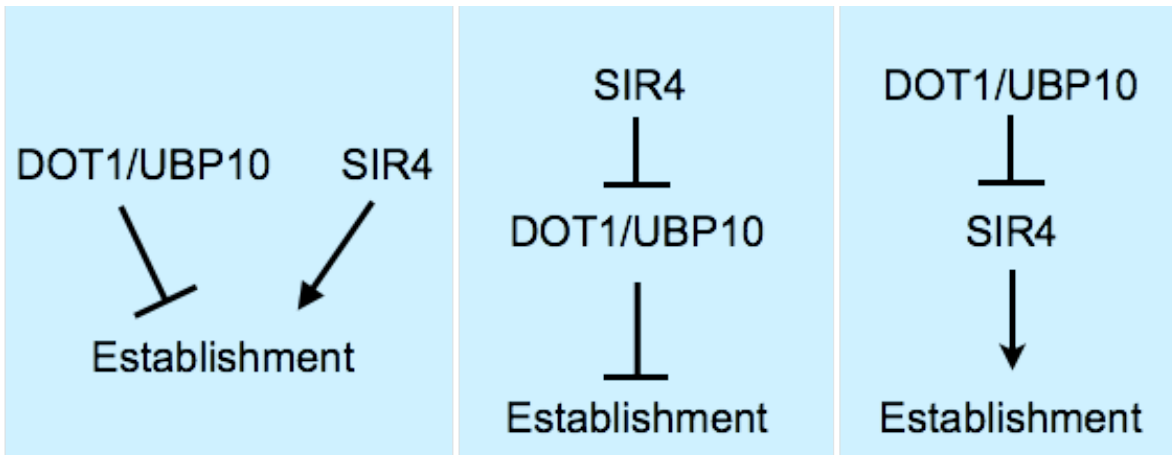 DOT1/UBP10 SIR4
Establishment
SIR4
DOT1/UBP10
Establishment
DOT1/UBP10
SIR4
Establishment